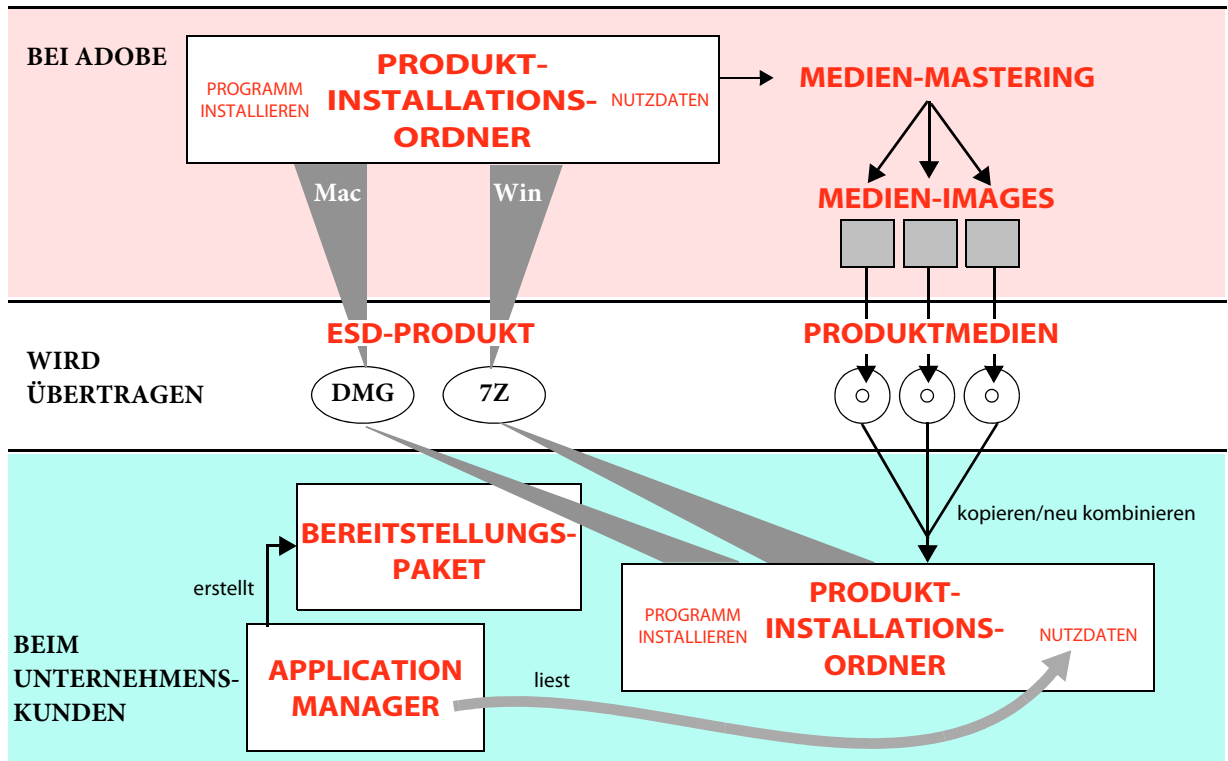 BEI ADOBE
PROGRAMM
INSTALLIEREN
PRODUKT-
INSTALLATIONS-
ORDNER
NUTZDATEN
MEDIEN-MASTERING
Mac
Win
MEDIEN-IMAGES
WIRD
ÜBERTRAGEN
ESD-PRODUKT
PRODUKTMEDIEN
DMG
7Z
BEIM
UNTERNEHMENS-
KUNDEN
BEREITSTELLUNGS-
PAKET
erstellt
APPLICATION
MANAGER
liest
kopieren/neu kombinieren
PROGRAMM
INSTALLIEREN
PRODUKT-
INSTALLATIONS-
ORDNER
NUTZDATEN